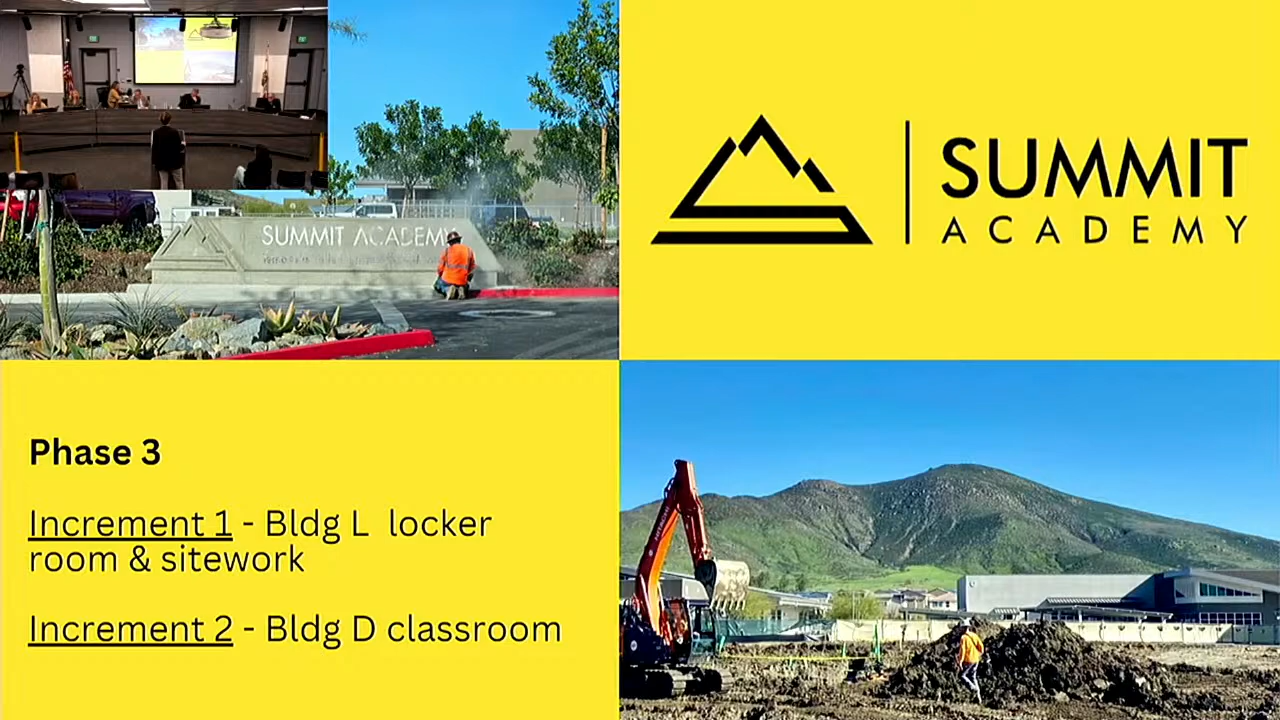 SUMMIT ACADEMY
SUMMIT
ACADEMY
Phase 3
Increment 1 - Bldg L locker
room & sitework
Increment 2 - Bldg D classroom